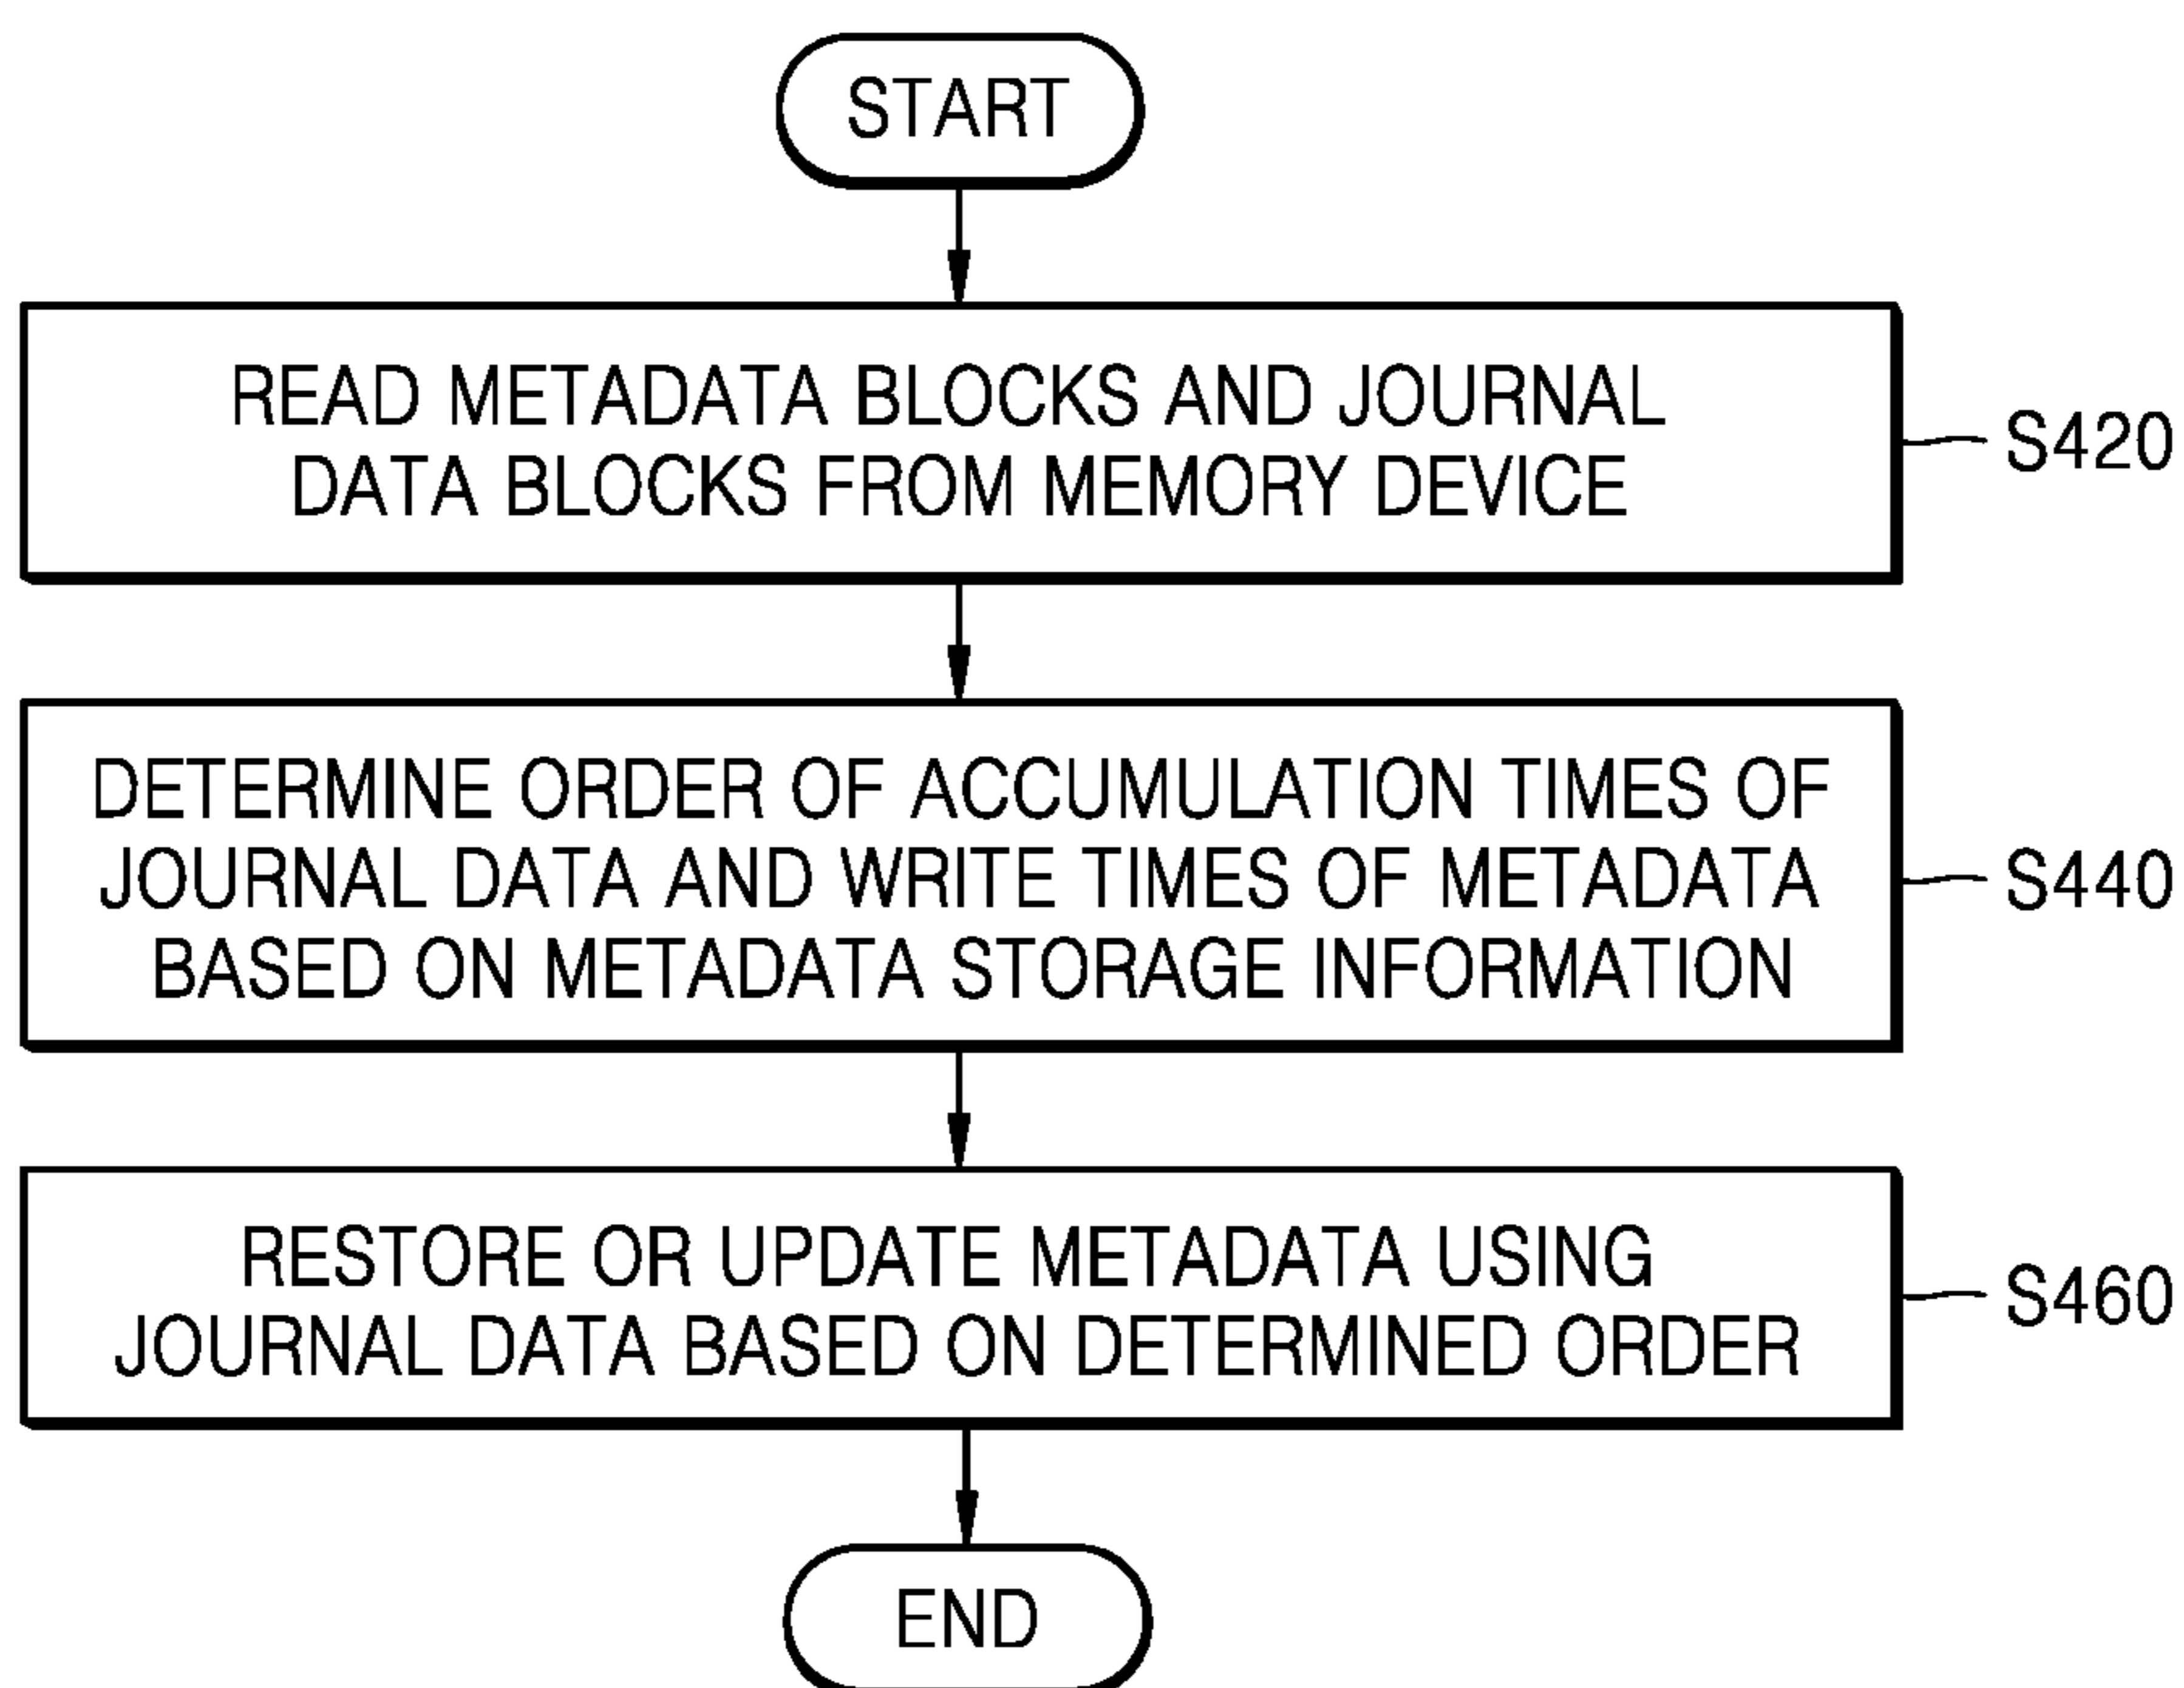 START
READ METADATA BLOCKS AND JOURNAL
DATA BLOCKS FROM MEMORY DEVICE
S420
DETERMINE ORDER OF ACCUMULATION TIMES OF
JOURNAL DATA AND WRITE TIMES OF METADATA
BASED ON METADATA STORAGE INFORMATION
S440
RESTORE OR UPDATE METADATA USING
JOURNAL DATA BASED ON DETERMINED ORDER
S460
END